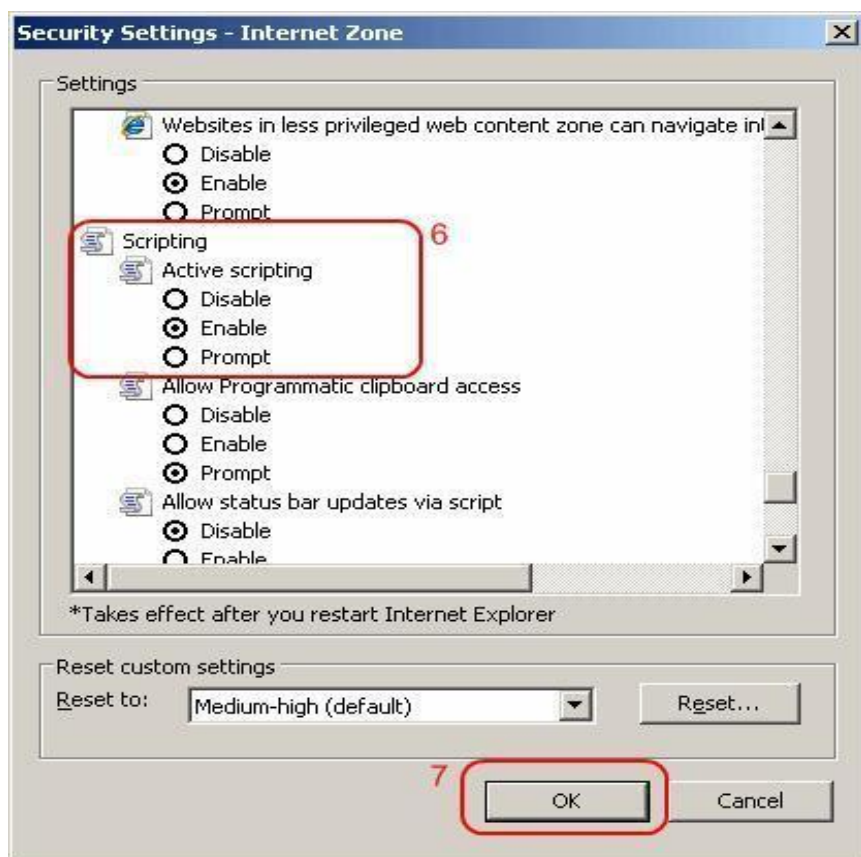 Security Settings - Internet Zone
Settings
Websites in less privileged web content zone can navigate in
Disable
Enable
Prompt
6
Scripting
Active scripting
Disable
Enable
Prompt
Allow Programmatic clipboard access
Disable
Enable
Prompt
Allow status bar updates via script
Disable
Enable
*Takes effect after you restart Internet Explorer
Reset custom settings
Reset to: Medium-high (default) Reset...
7
OK Cancel